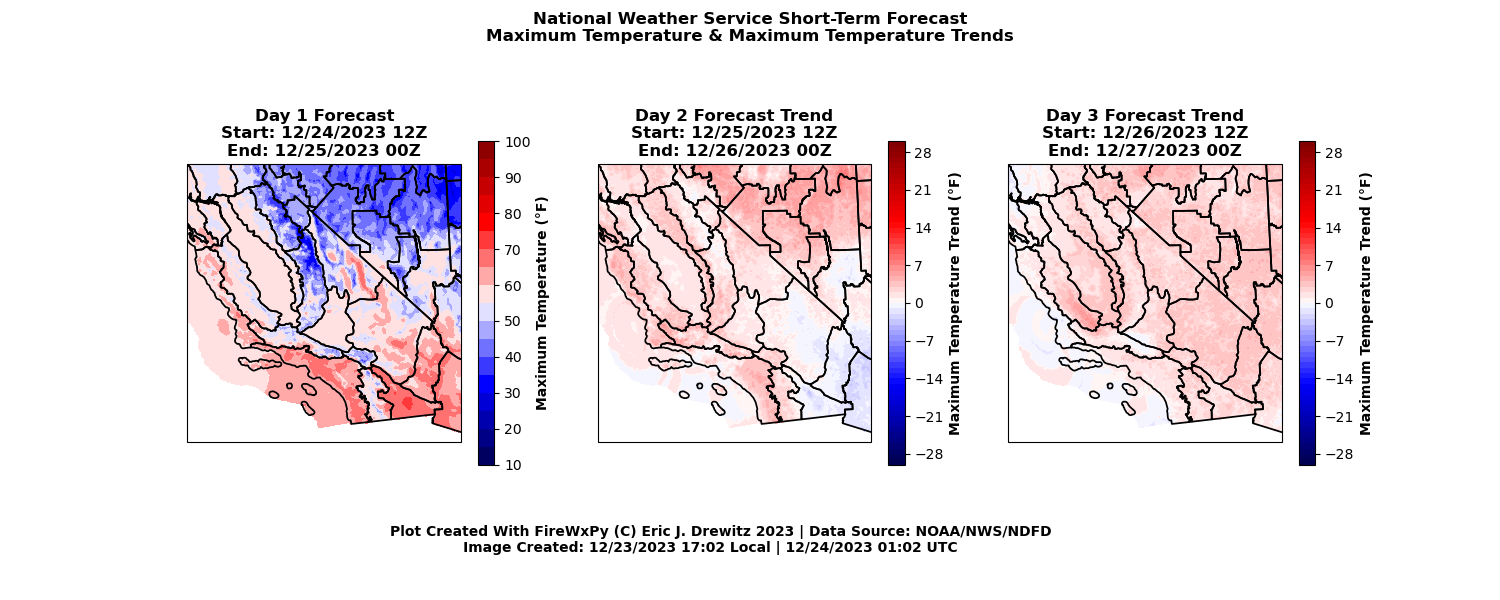 National Weather Service Short-Term Forecast
Maximum Temperature & Maximum Temperature Trends
Day 1 Forecast
Start: 12/24/2023 12Z
End: 12/25/2023 00Z
100
90
80
70
60
50
40
30
20
10
Maximum Temperature (°F)
Day 2 Forecast Trend
Start: 12/25/2023 12Z
End: 12/26/2023 00Z
28
21
14
7
0
−7
−14
−21
−28
Maximum Temperature Trend (°F)
Day 3 Forecast Trend
Start: 12/26/2023 12Z
End: 12/27/2023 00Z
28
21
14
7
0
−7
−14
−21
−28
Maximum Temperature Trend (°F)
Plot Created With FireWxPy (C) Eric J. Drewitz 2023 | Data Source: NOAA/NWS/NDFD
Image Created: 12/23/2023 17:02 Local | 12/24/2023 01:02 UTC